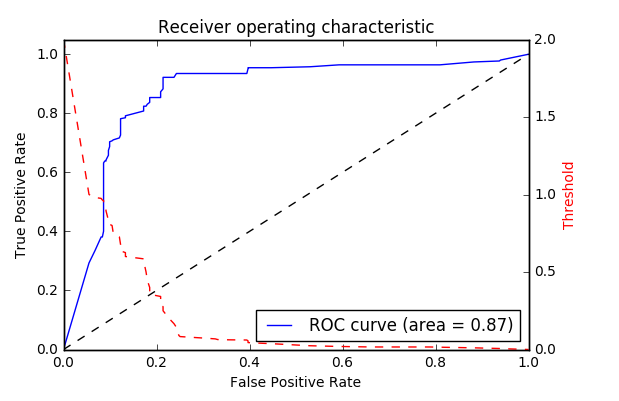 Receiver operating characteristic
1.0
0.8
0.6
0.4
0.2
0.0
True Positive Rate
2.0
1.5
1.0
0.5
0.0
Threshold
ROC curve (area = 0.87)
0.0 0.2 0.4 0.6 0.8 1.0
False Positive Rate